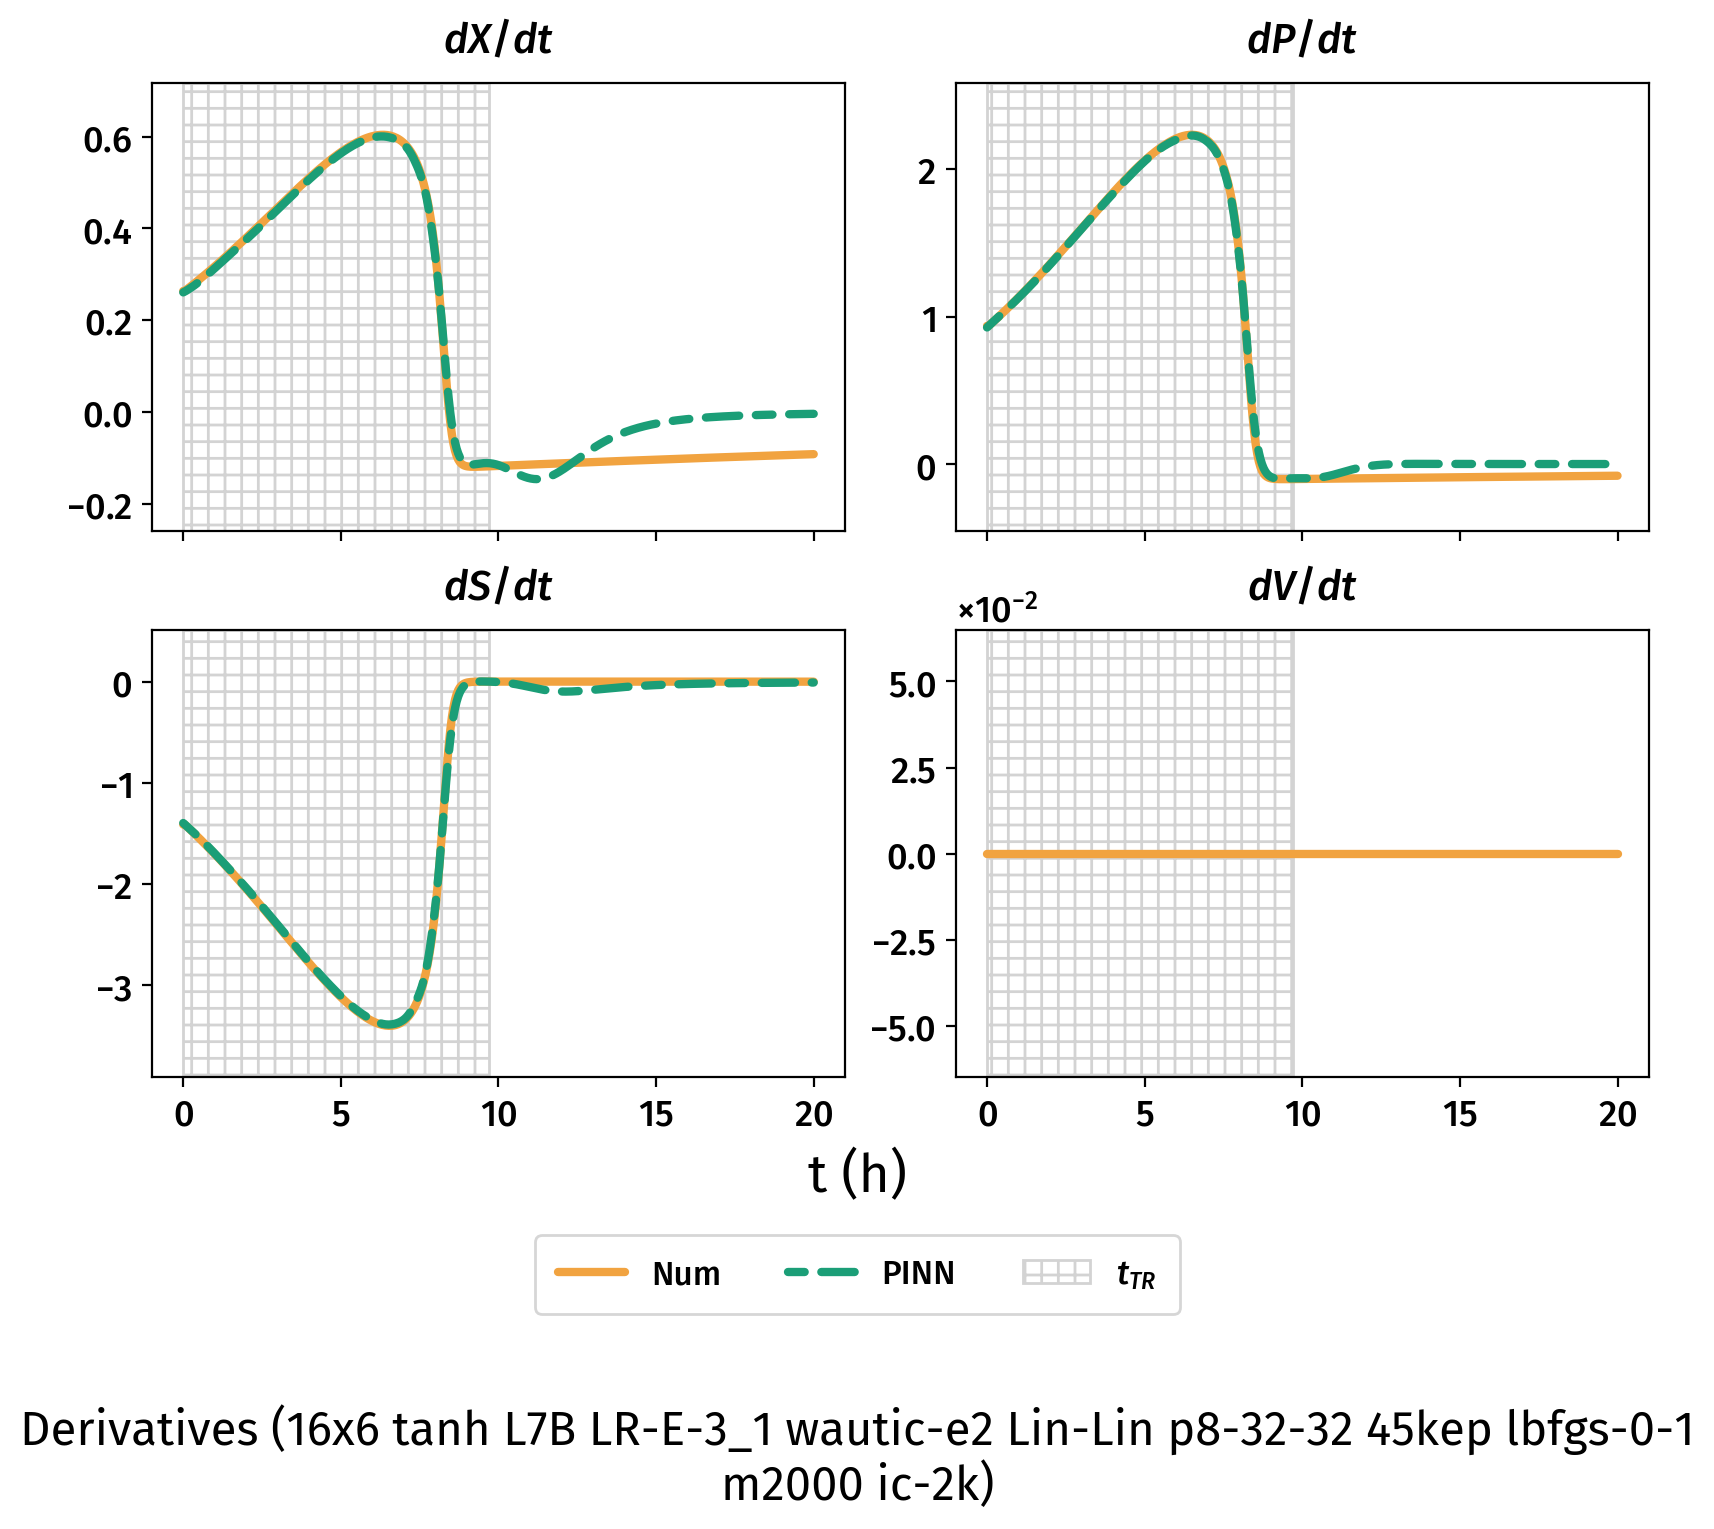 dX/dt
dP/dt
0.6
0.4
0.2
0.0
−0.2
2
1
0
dS/dt
dV/dt
×10⁻²
0
−1
−2
−3
5.0
2.5
0.0
−2.5
−5.0
0 5 10 15 20
0 5 10 15 20
t (h)
Num PINN t_TR
Derivatives (16x6 tanh L7B LR-E-3_1 wautic-e2 Lin-Lin p8-32-32 45kep lbfgs-0-1
m2000 ic-2k)